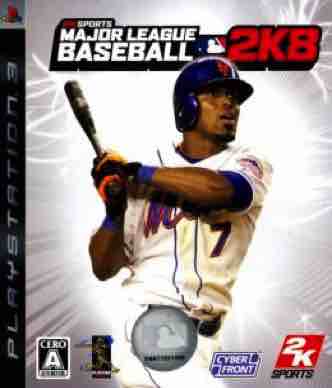 PLAYSTATION 3
2K SPORTS
MAJOR LEAGUE
BASEBALL 2K8
Mets
7
CERO
A
CYBER
FRONT
2K
SPORTS